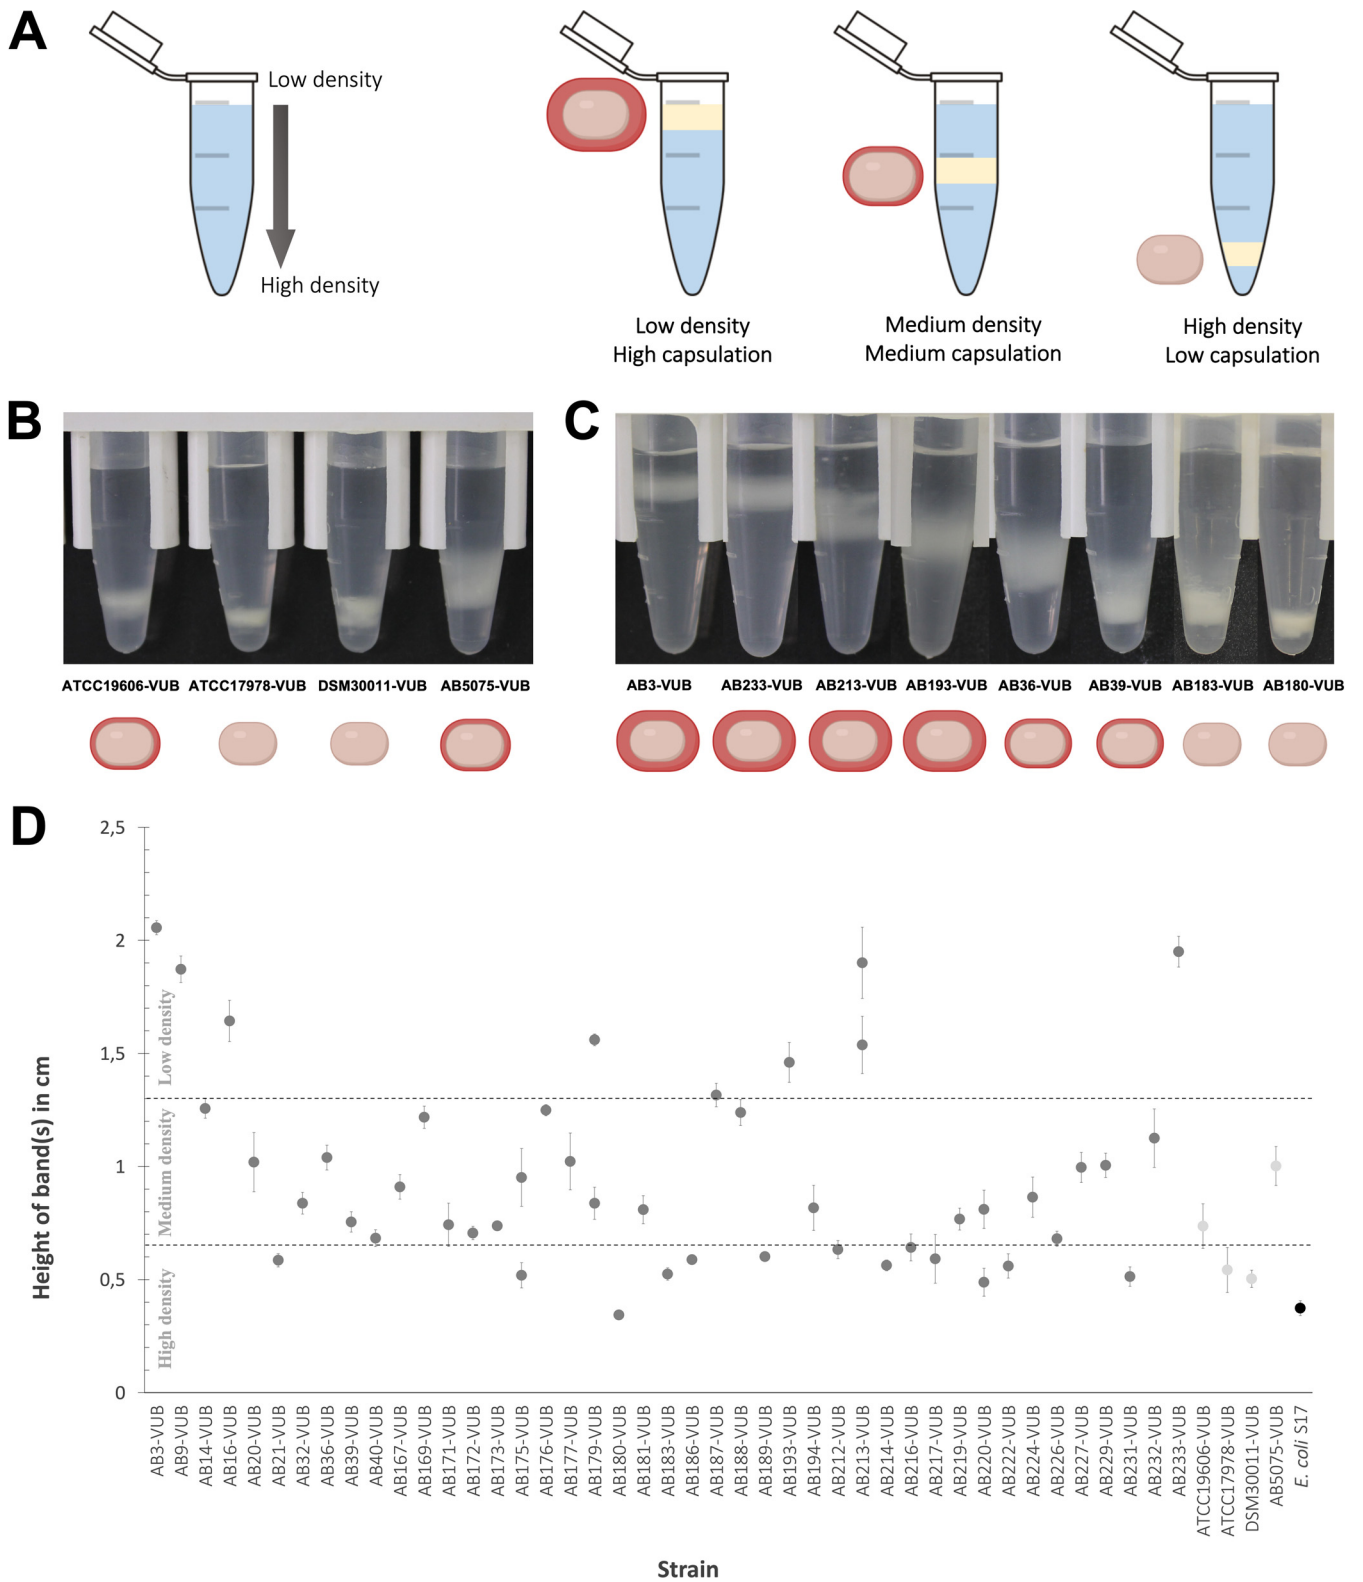 A
Low density
High density
Low density
High capsulation
Medium density
Medium capsulation
High density
Low capsulation
B
ATCC19606-VUB ATCC17978-VUB DSM30011-VUB AB5075-VUB
C
AB3-VUB AB233-VUB AB213-VUB AB193-VUB AB36-VUB AB39-VUB AB183-VUB AB180-VUB
D
Height of band(s) in cm
2,5
2
1,5
1
0,5
0
Low density
Medium density
High density
AB3-VUB
AB9-VUB
AB14-VUB
AB16-VUB
AB20-VUB
AB21-VUB
AB32-VUB
AB36-VUB
AB39-VUB
AB40-VUB
AB167-VUB
AB169-VUB
AB171-VUB
AB172-VUB
AB173-VUB
AB175-VUB
AB176-VUB
AB177-VUB
AB179-VUB
AB180-VUB
AB181-VUB
AB183-VUB
AB186-VUB
AB187-VUB
AB188-VUB
AB189-VUB
AB193-VUB
AB194-VUB
AB212-VUB
AB213-VUB
AB214-VUB
AB216-VUB
AB217-VUB
AB219-VUB
AB220-VUB
AB222-VUB
AB224-VUB
AB226-VUB
AB227-VUB
AB229-VUB
AB231-VUB
AB232-VUB
AB233-VUB
ATCC19606-VUB
ATCC17978-VUB
DSM30011-VUB
AB5075-VUB
E. coli S17
Strain